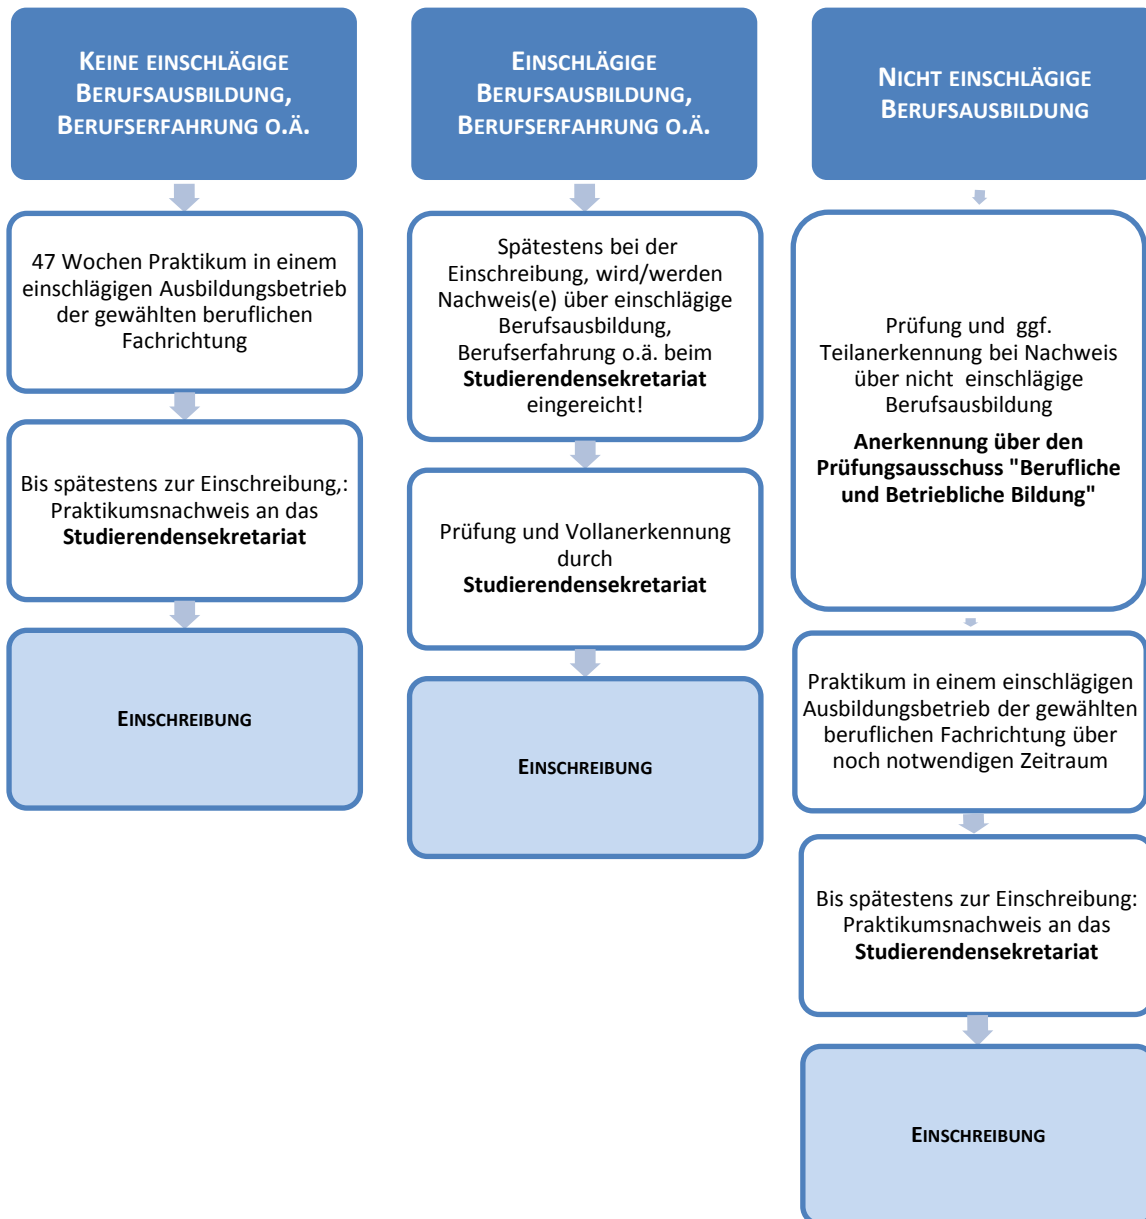 KEINE EINSCHLÄGIGE
BERUFSAUSBILDUNG,
BERUFSERFAHRUNG O.Ä.
47 Wochen Praktikum in einem
einschlägigen Ausbildungsbetrieb
der gewählten beruflichen
Fachrichtung
Bis spätestens zur Einschreibung,:
Praktikumsnachweis an das
Studierendensekretariat
EINSCHREIBUNG
EINSCHLÄGIGE
BERUFSAUSBILDUNG,
BERUFSERFAHRUNG O.Ä.
Spätestens bei der
Einschreibung, wird/werden
Nachweis(e) über einschlägige
Berufsausbildung,
Berufserfahrung o.ä. beim
Studierendensekretariat
eingereicht!
Prüfung und Vollanerkennung
durch
Studierendensekretariat
EINSCHREIBUNG
NICHT EINSCHLÄGIGE
BERUFSAUSBILDUNG
Prüfung und ggf.
Teilanerkennung bei Nachweis
über nicht einschlägige
Berufsausbildung
Anerkennung über den
Prüfungsausschuss "Berufliche
und Betriebliche Bildung"
Praktikum in einem einschlägigen
Ausbildungsbetrieb der gewählten
beruflichen Fachrichtung über
noch notwendigen Zeitraum
Bis spätestens zur Einschreibung:
Praktikumsnachweis an das
Studierendensekretariat
EINSCHREIBUNG